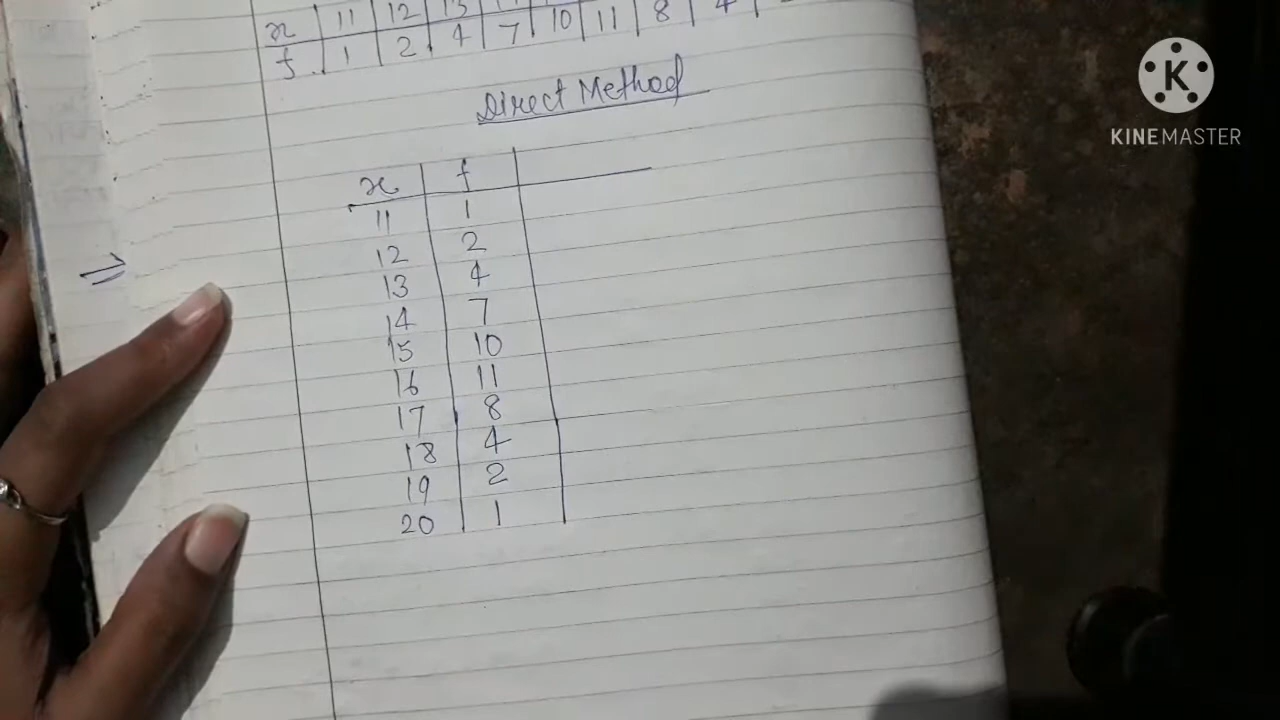 x 11 12 13
f 1 2 4 7 10 11 8 4
Direct Method
x f
11 1
12 2
13 4
14 7
15 10
16 11
17 8
18 4
19 2
20 1
K
KINEMASTER